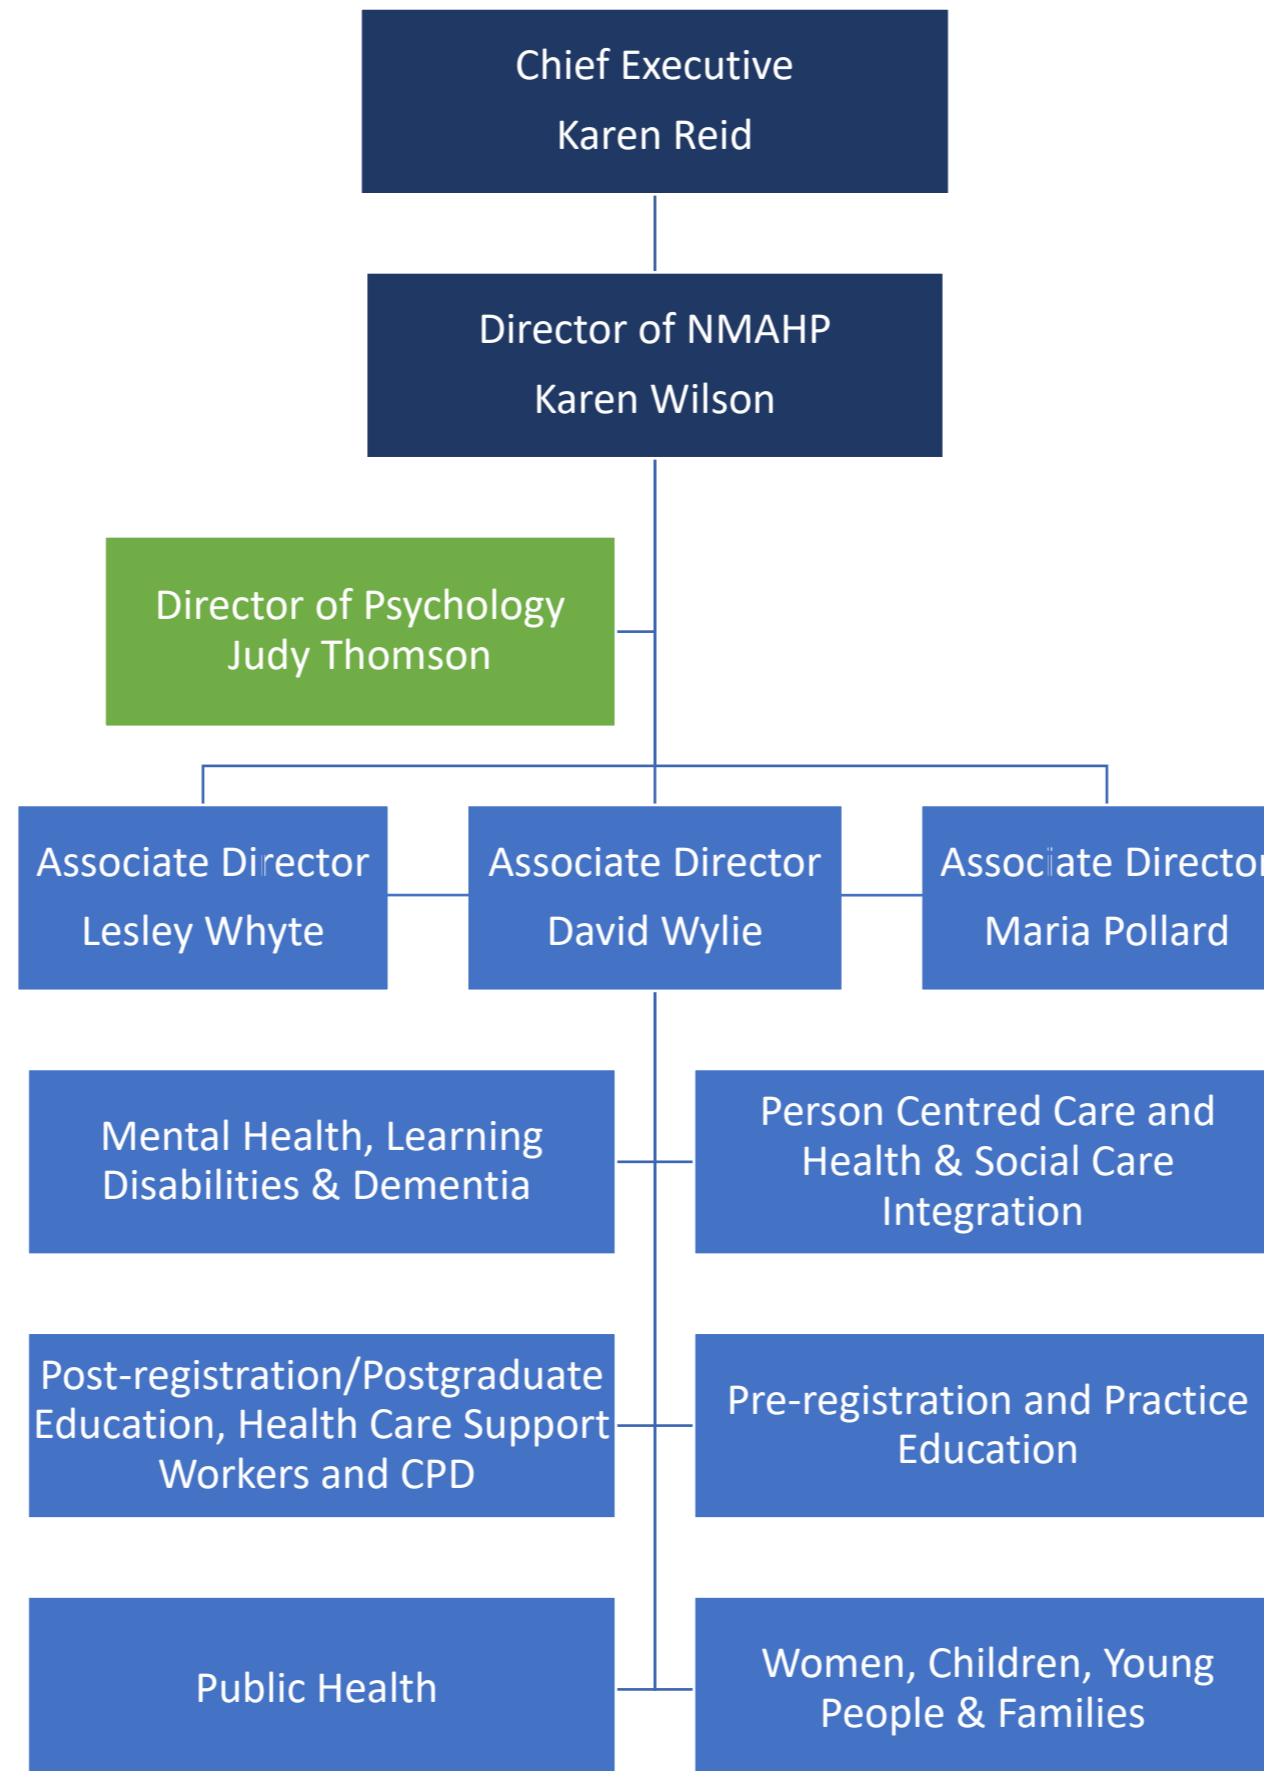 Chief Executive
Karen Reid
Director of NMAHP
Karen Wilson
Director of Psychology
Judy Thomson
Associate Director
Lesley Whyte
Associate Director
David Wylie
Associate Director
Maria Pollard
Mental Health, Learning
Disabilities & Dementia
Person Centred Care and
Health & Social Care
Integration
Post-registration/Postgraduate
Education, Health Care Support
Workers and CPD
Pre-registration and Practice
Education
Public Health
Women, Children, Young
People & Families